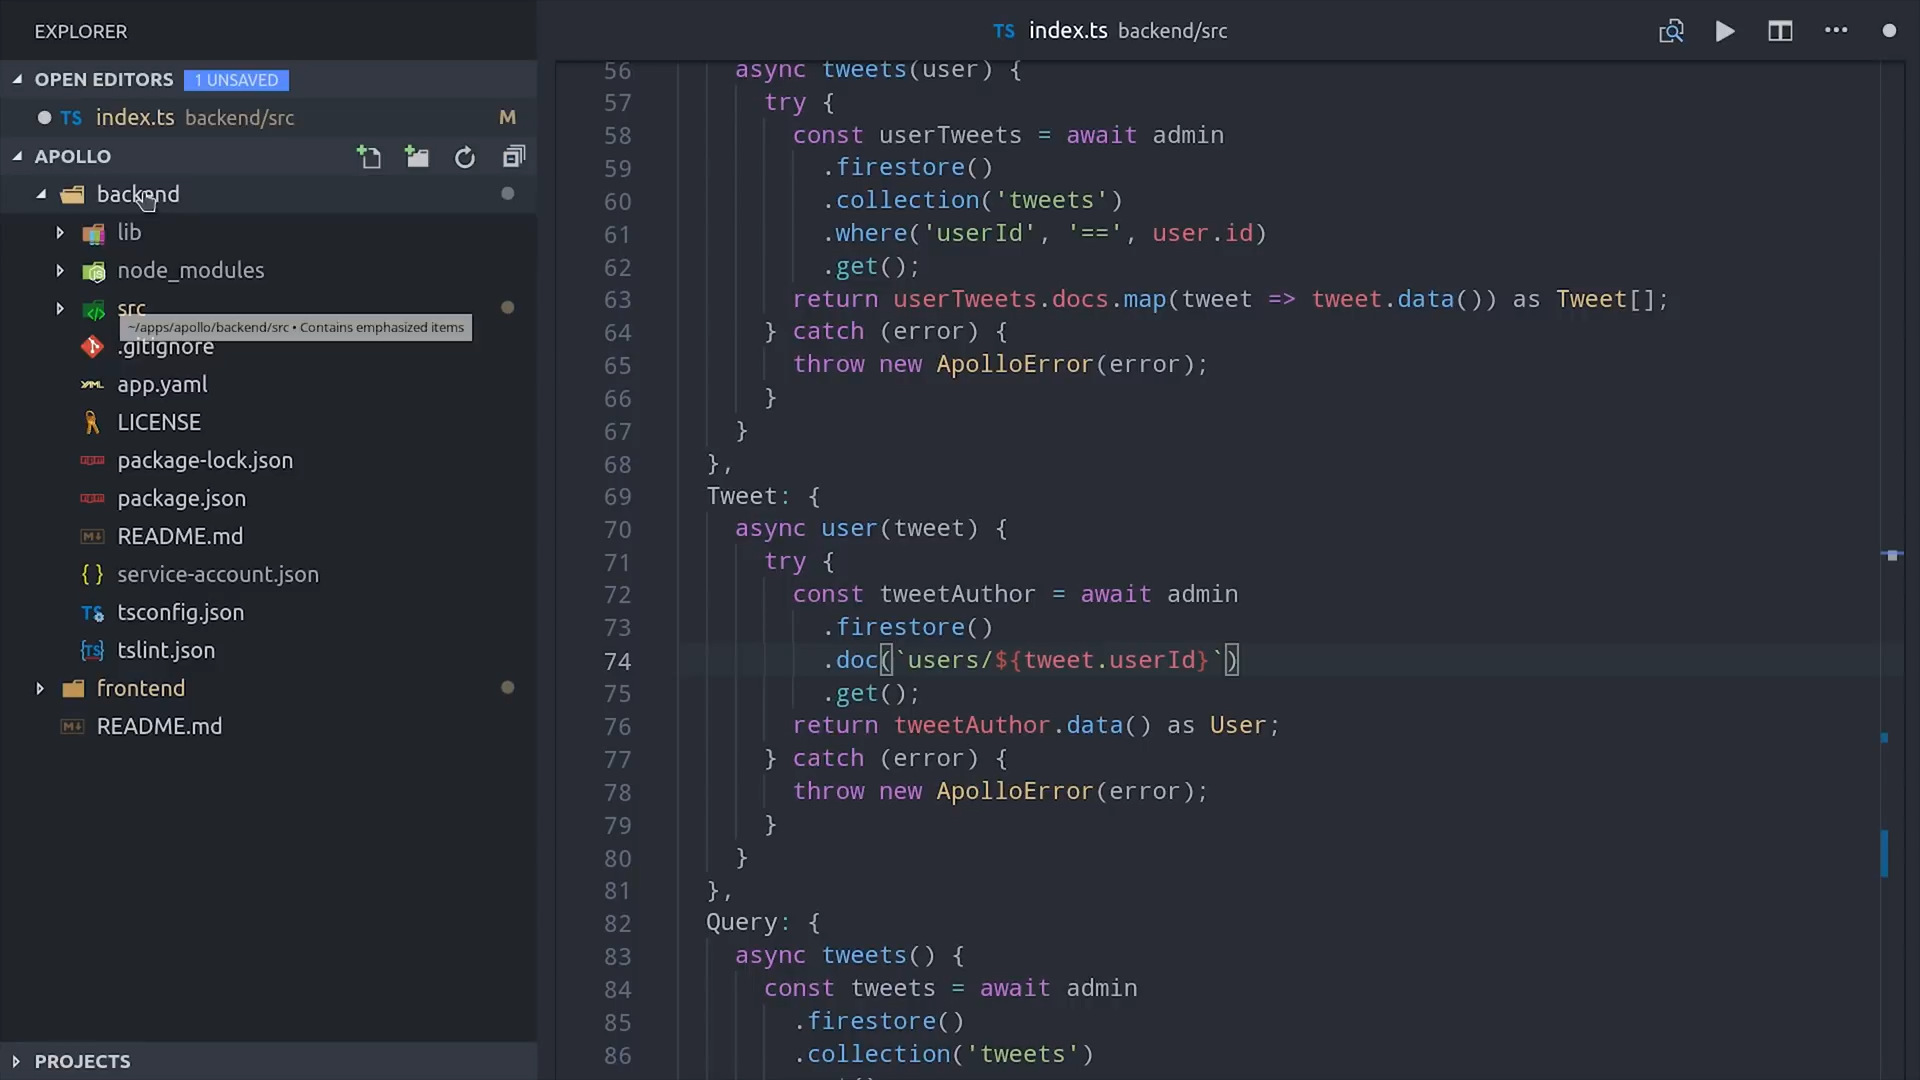 EXPLORER
OPEN EDITORS 1 UNSAVED
TS index.ts backend/src M
APOLLO
backend
lib
node_modules
src
~/apps/apollo/backend/src • Contains emphasized items
.gitignore
app.yaml
LICENSE
package-lock.json
package.json
README.md
service-account.json
tsconfig.json
tslint.json
frontend
README.md
PROJECTS
TS index.ts backend/src
56 async tweets(user) {
57 try {
58 const userTweets = await admin
59 .firestore()
60 .collection('tweets')
61 .where('userId', '==', user.id)
62 .get();
63 return userTweets.docs.map(tweet => tweet.data()) as Tweet[];
64 } catch (error) {
65 throw new ApolloError(error);
66 }
67 }
68 },
69 Tweet: {
70 async user(tweet) {
71 try {
72 const tweetAuthor = await admin
73 .firestore()
74 .doc(`users/${tweet.userId}`)
75 .get();
76 return tweetAuthor.data() as User;
77 } catch (error) {
78 throw new ApolloError(error);
79 }
80 }
81 },
82 Query: {
83 async tweets() {
84 const tweets = await admin
85 .firestore()
86 .collection('tweets')